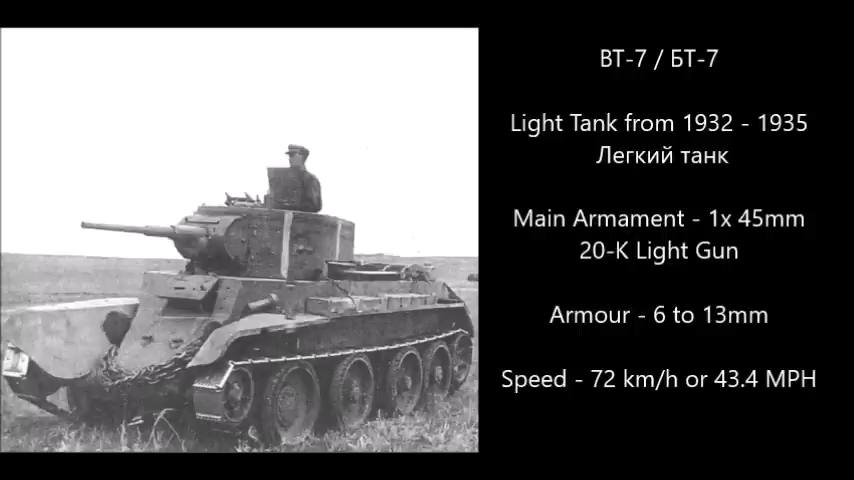 BT-7 / БТ-7
Light Tank from 1932 - 1935
Легкий танк
Main Armament - 1x 45mm
20-K Light Gun
Armour - 6 to 13mm
Speed - 72 km/h or 43.4 MPH